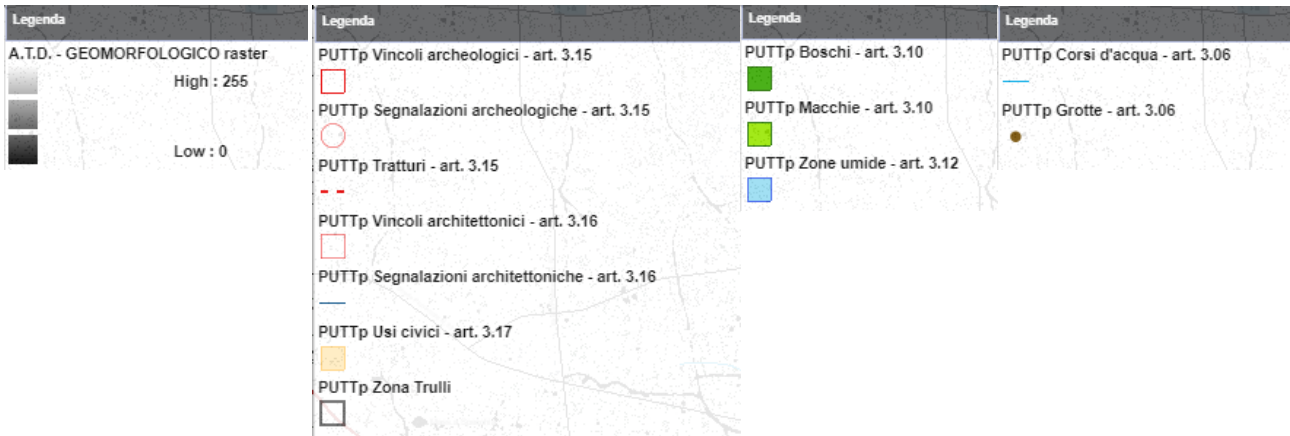 Legenda
A.T.D. - GEOMORFOLOGICO raster
High : 255
Low : 0
Legenda
PUTTp Vincoli archeologici - art. 3.15
PUTTp Segnalazioni archeologiche - art. 3.15
PUTTp Tratturi - art. 3.15
PUTTp Vincoli architettonici - art. 3.16
PUTTp Segnalazioni architettoniche - art. 3.16
PUTTp Usi civici - art. 3.17
PUTTp Zona Trulli
Legenda
PUTTp Boschi - art. 3.10
PUTTp Macchie - art. 3.10
PUTTp Zone umide - art. 3.12
Legenda
PUTTp Corsi d'acqua - art. 3.06
PUTTp Grotte - art. 3.06